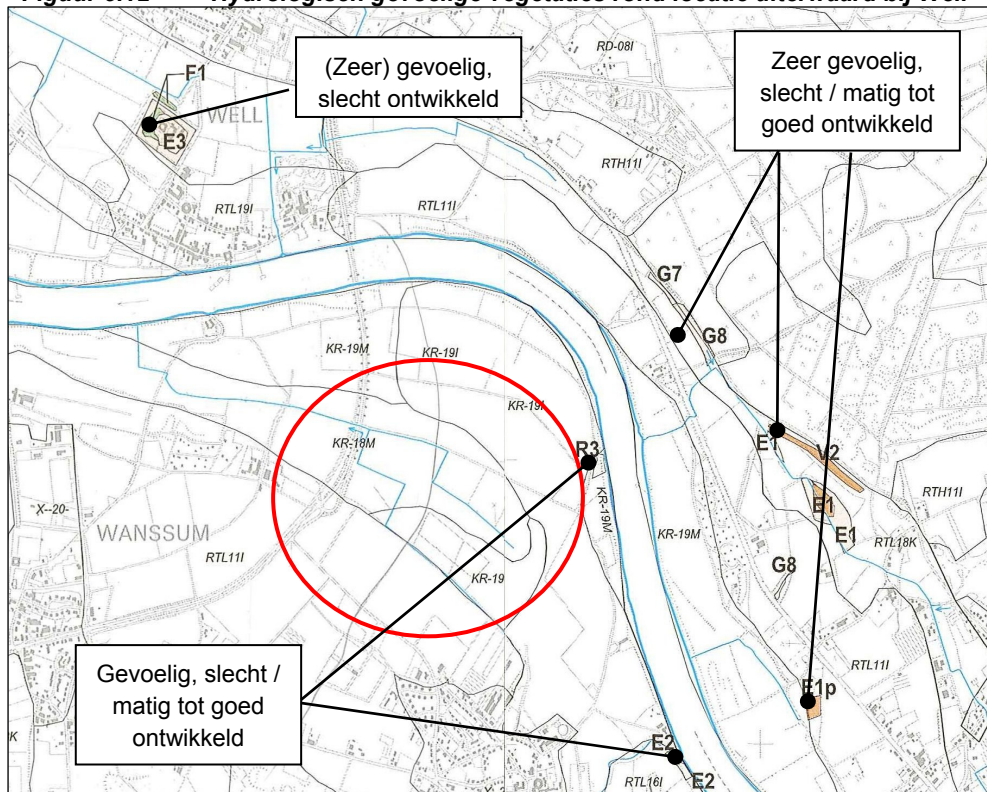 (Zeer) gevoelig,
slecht ontwikkeld
Zeer gevoelig,
slecht / matig tot
goed ontwikkeld
RD-08I
F1
WELL
E3
RTH11I
RTL19I
RTL11I
G7
G8
KR-19M
KR-19I
KR-19I
KR-18M
R3
E1
V2
KR-19M
X--20-
E1
RTH11I
WANSSUM
E1
KR-19M
RTL18K
RTL11I
G8
KR-19
RTL11I
Gevoelig, slecht /
matig tot goed
ontwikkeld
E1p
K
E2
E2
RTL16I